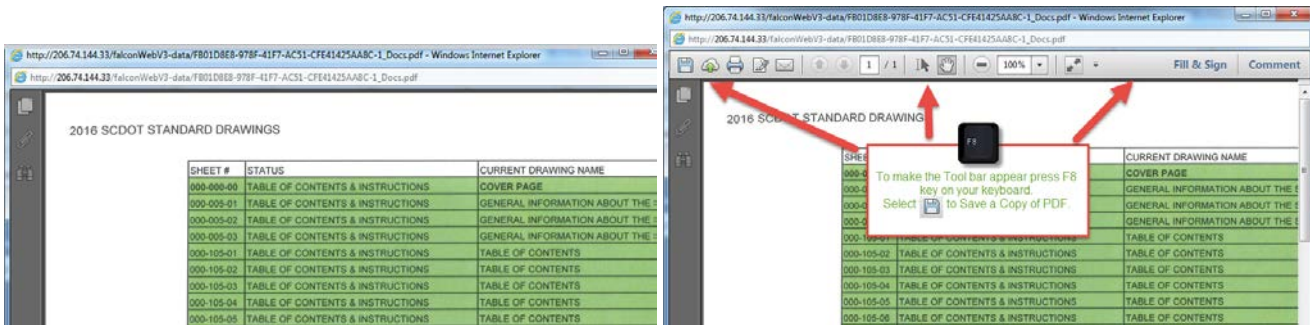 http://206.74.144.33/falconWebV3-data/FB01D8E8-978F-41F7-AC51-CFE41425AABC-1_Docs.pdf - Windows Internet Explorer
http://206.74.144.33/falconWebV3-data/FB01D8E8-978F-41F7-AC51-CFE41425AABC-1_Docs.pdf
2016 SCDOT STANDARD DRAWINGS
SHEET # STATUS CURRENT DRAWING NAME
000-000-00 TABLE OF CONTENTS & INSTRUCTIONS COVER PAGE
000-005-01 TABLE OF CONTENTS & INSTRUCTIONS GENERAL INFORMATION ABOUT THE
000-005-02 TABLE OF CONTENTS & INSTRUCTIONS GENERAL INFORMATION ABOUT THE
000-005-03 TABLE OF CONTENTS & INSTRUCTIONS GENERAL INFORMATION ABOUT THE
000-105-01 TABLE OF CONTENTS & INSTRUCTIONS TABLE OF CONTENTS
000-105-02 TABLE OF CONTENTS & INSTRUCTIONS TABLE OF CONTENTS
000-105-03 TABLE OF CONTENTS & INSTRUCTIONS TABLE OF CONTENTS
000-105-04 TABLE OF CONTENTS & INSTRUCTIONS TABLE OF CONTENTS
000-105-05 TABLE OF CONTENTS & INSTRUCTIONS TABLE OF CONTENTS
http://206.74.144.33/falconWebV3-data/FB01D8E8-978F-41F7-AC51-CFE41425AABC-1_Docs.pdf - Windows Internet Explorer
http://206.74.144.33/falconWebV3-data/FB01D8E8-978F-41F7-AC51-CFE41425AABC-1_Docs.pdf
1 / 1 100% Fill & Sign Comment
2016 STANDARD DRAWING
F8
To make the Tool bar appear press F8
key on your keyboard.
Select to Save a Copy of PDF.
CURRENT DRAWING NAME
COVER PAGE
GENERAL INFORMATION ABOUT THE
GENERAL INFORMATION ABOUT THE
GENERAL INFORMATION ABOUT THE
TABLE OF CONTENTS
000-105-02 TABLE OF CONTENTS & INSTRUCTIONS TABLE OF CONTENTS
000-105-03 TABLE OF CONTENTS & INSTRUCTIONS TABLE OF CONTENTS
000-105-04 TABLE OF CONTENTS & INSTRUCTIONS TABLE OF CONTENTS
000-105-05 TABLE OF CONTENTS & INSTRUCTIONS TABLE OF CONTENTS
000-105-06 TABLE OF CONTENTS & INSTRUCTIONS TABLE OF CONTENTS